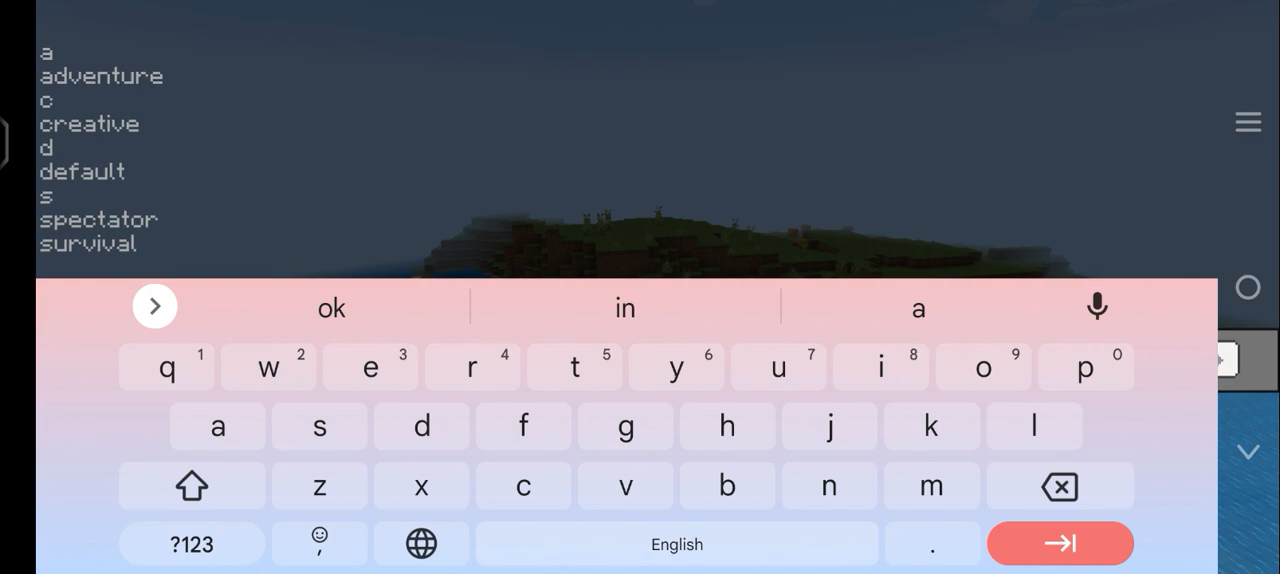 a
adventure
c
creative
d
default
s
spectator
survival
ok in a
q 1 w 2 e 3 r 4 t 5 y 6 u 7 i 8 o 9 p 0
a s d f g h j k l
z x c v b n m
?123 , English .